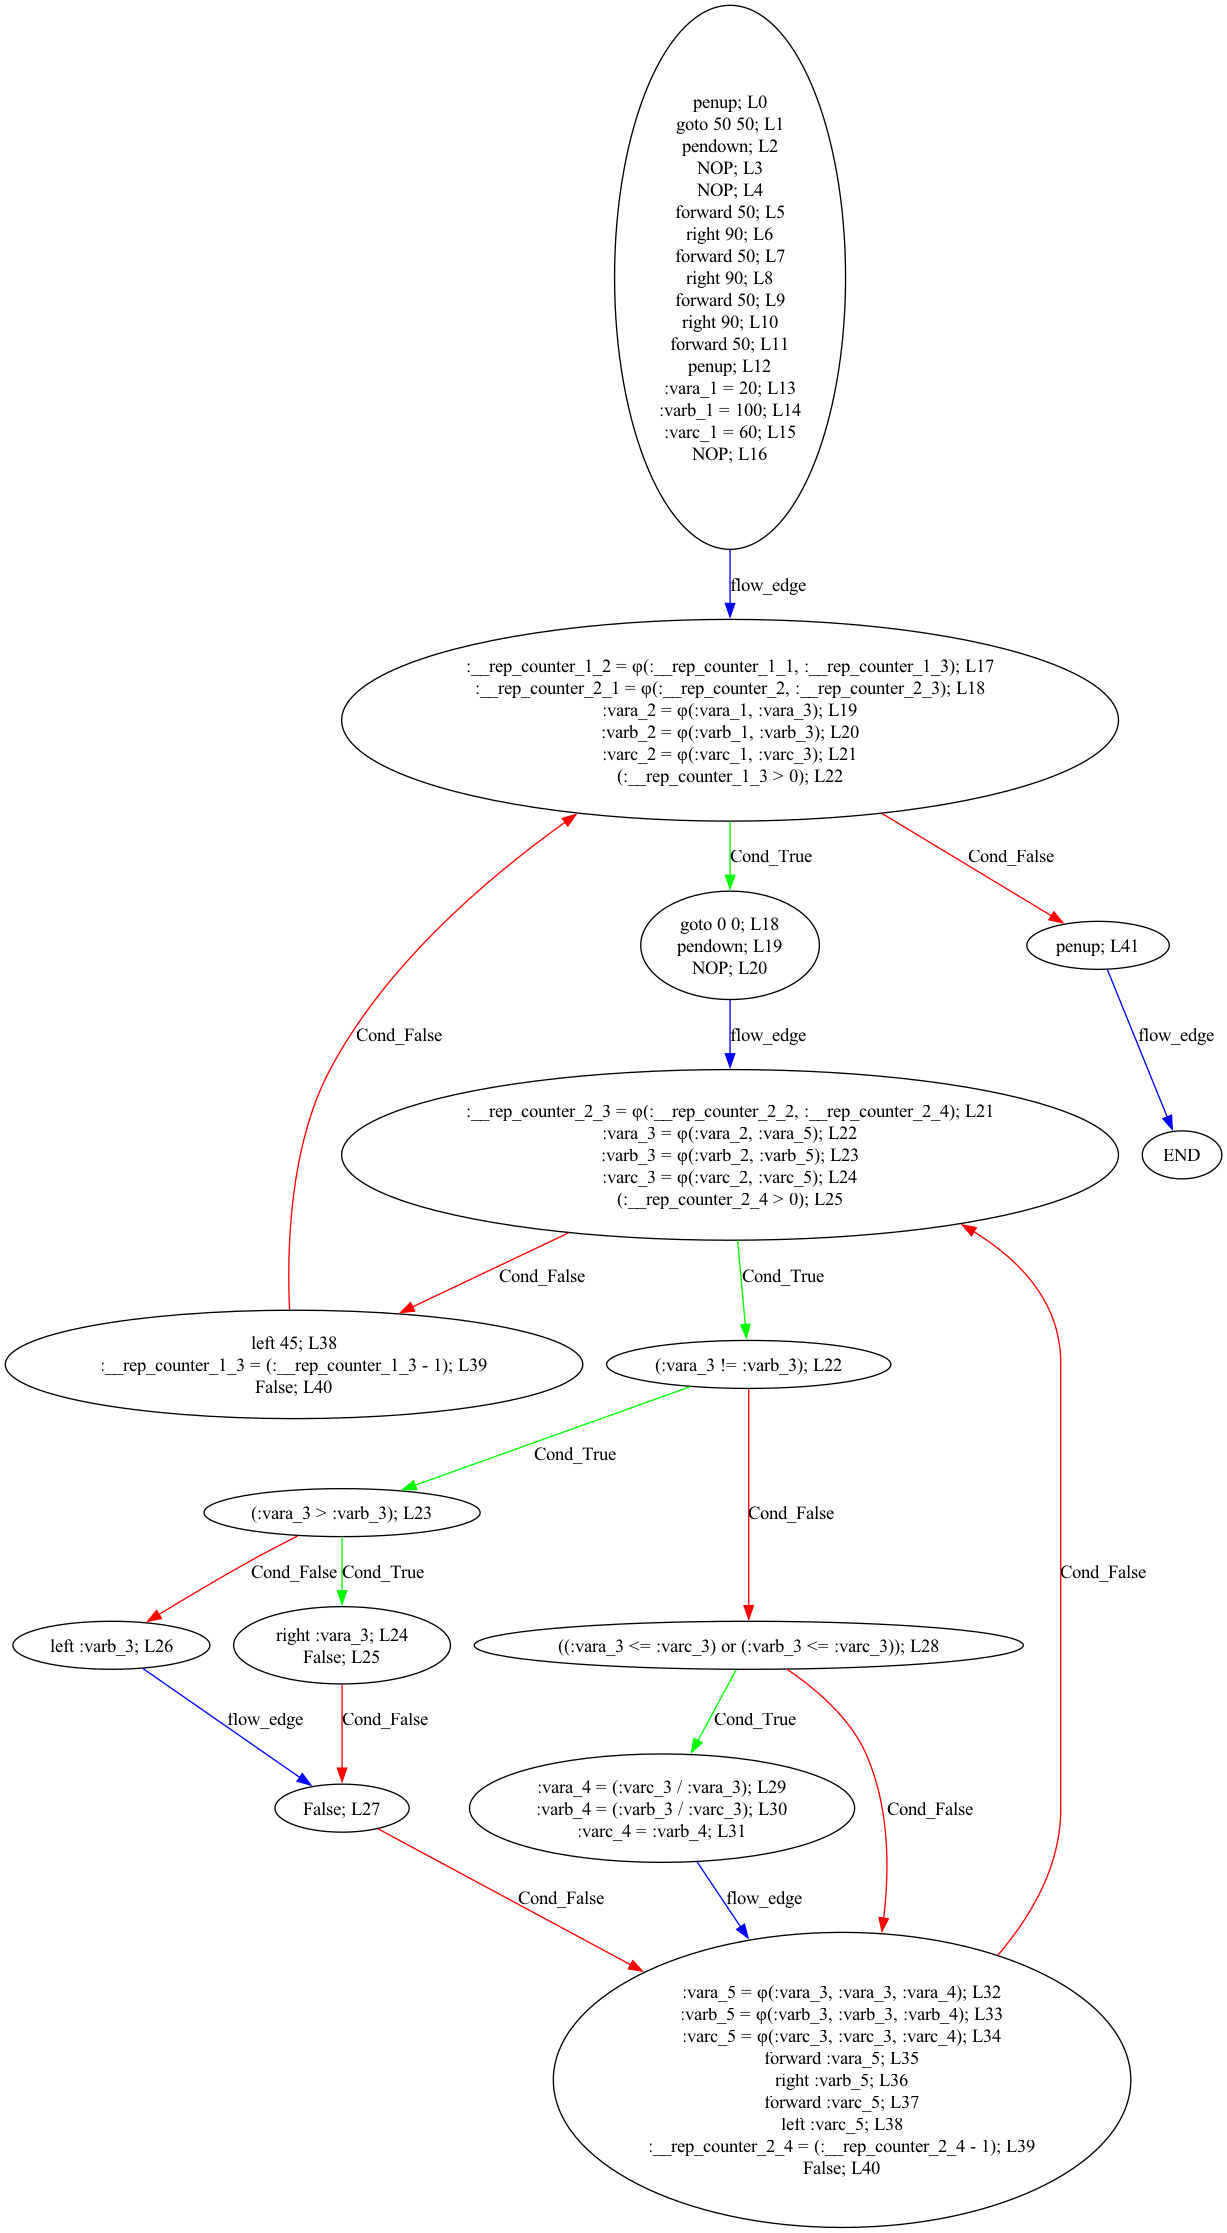 penup; L0
goto 50 50; L1
pendown; L2
NOP; L3
NOP; L4
forward 50; L5
right 90; L6
forward 50; L7
right 90; L8
forward 50; L9
right 90; L10
forward 50; L11
penup; L12
:vara_1 = 20; L13
:varb_1 = 100; L14
:varc_1 = 60; L15
NOP; L16
flow_edge
:__rep_counter_1_2 = φ(:__rep_counter_1_1, :__rep_counter_1_3); L17
:__rep_counter_2_1 = φ(:__rep_counter_2, :__rep_counter_2_3); L18
:vara_2 = φ(:vara_1, :vara_3); L19
:varb_2 = φ(:varb_1, :varb_3); L20
:varc_2 = φ(:varc_1, :varc_3); L21
(:__rep_counter_1_3 > 0); L22
Cond_True
Cond_False
goto 0 0; L18
pendown; L19
NOP; L20
penup; L41
Cond_False
flow_edge
flow_edge
:__rep_counter_2_3 = φ(:__rep_counter_2_2, :__rep_counter_2_4); L21
:vara_3 = φ(:vara_2, :vara_5); L22
:varb_3 = φ(:varb_2, :varb_5); L23
:varc_3 = φ(:varc_2, :varc_5); L24
(:__rep_counter_2_4 > 0); L25
END
Cond_False
Cond_True
left 45; L38
:__rep_counter_1_3 = (:__rep_counter_1_3 - 1); L39
False; L40
(:vara_3 != :varb_3); L22
Cond_True
(:vara_3 > :varb_3); L23
Cond_False
Cond_False
Cond_True
Cond_False
left :varb_3; L26
right :vara_3; L24
False; L25
((:vara_3 <= :varc_3) or (:varb_3 <= :varc_3)); L28
flow_edge
Cond_False
Cond_True
False; L27
:vara_4 = (:varc_3 / :vara_3); L29
:varb_4 = (:varb_3 / :varc_3); L30
:varc_4 = :varb_4; L31
Cond_False
Cond_False
flow_edge
:vara_5 = φ(:vara_3, :vara_3, :vara_4); L32
:varb_5 = φ(:varb_3, :varb_3, :varb_4); L33
:varc_5 = φ(:varc_3, :varc_3, :varc_4); L34
forward :vara_5; L35
right :varb_5; L36
forward :varc_5; L37
left :varc_5; L38
:__rep_counter_2_4 = (:__rep_counter_2_4 - 1); L39
False; L40